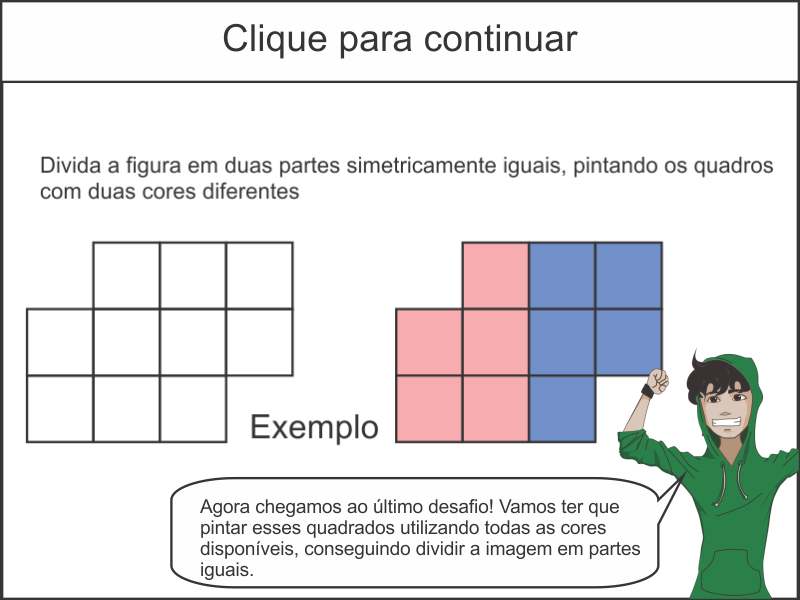 Clique para continuar
Divida a figura em duas partes simetricamente iguais, pintando os quadros
com duas cores diferentes
Exemplo
Agora chegamos ao último desafio! Vamos ter que
pintar esses quadrados utilizando todas as cores
disponíveis, conseguindo dividir a imagem em partes
iguais.